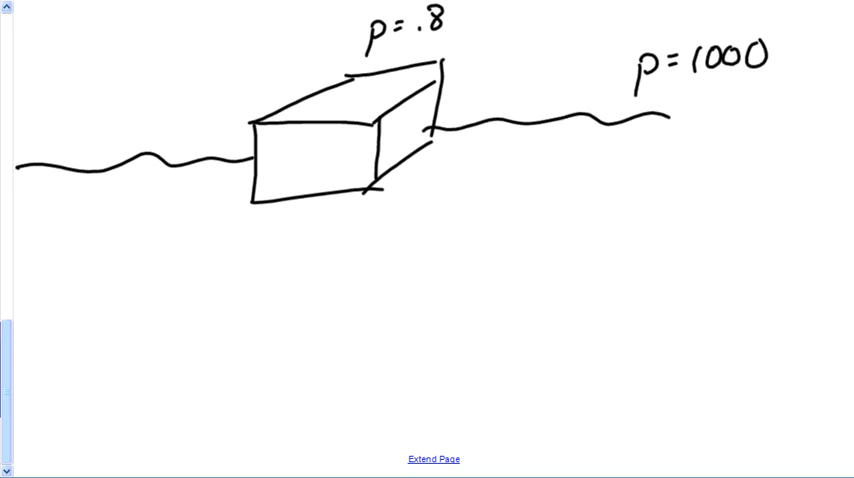 ρ = .8
ρ = 1000
Extend Page